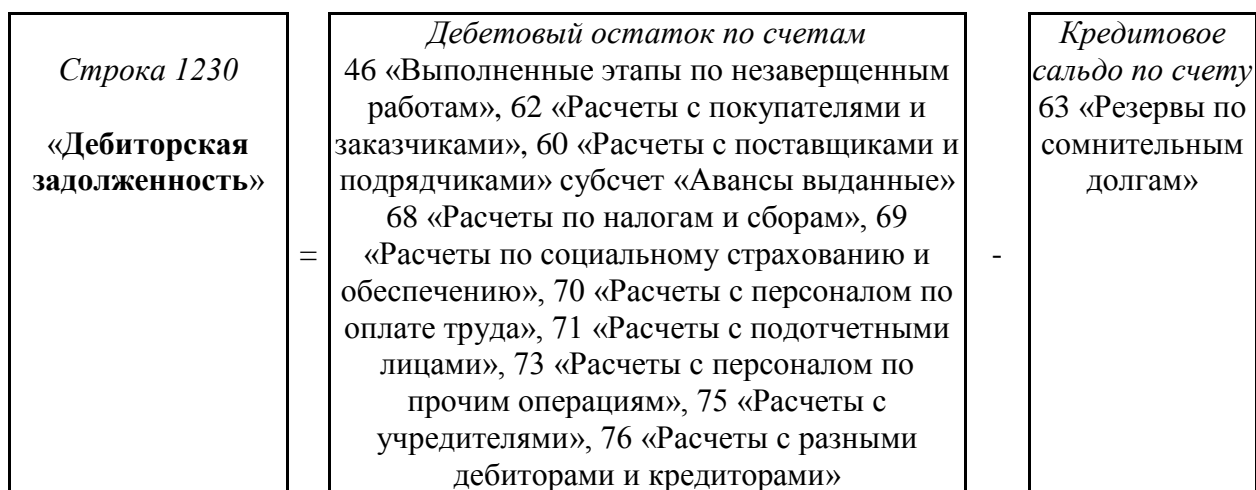 Строка 1230
«Дебиторская
задолженность»
=
Дебетовый остаток по счетам
46 «Выполненные этапы по незаверщенным
работам», 62 «Расчеты с покупателями и
заказчиками», 60 «Расчеты с поставщиками и
подрядчиками» субсчет «Авансы выданные»
68 «Расчеты по налогам и сборам», 69
«Расчеты по социальному страхованию и
обеспечению», 70 «Расчеты с персоналом по
оплате труда», 71 «Расчеты с подотчетными
лицами», 73 «Расчеты с персоналом по
прочим операциям», 75 «Расчеты с
учредителями», 76 «Расчеты с разными
дебиторами и кредиторами»
-
Кредитовое
сальдо по счету
63 «Резервы по
сомнительным
долгам»